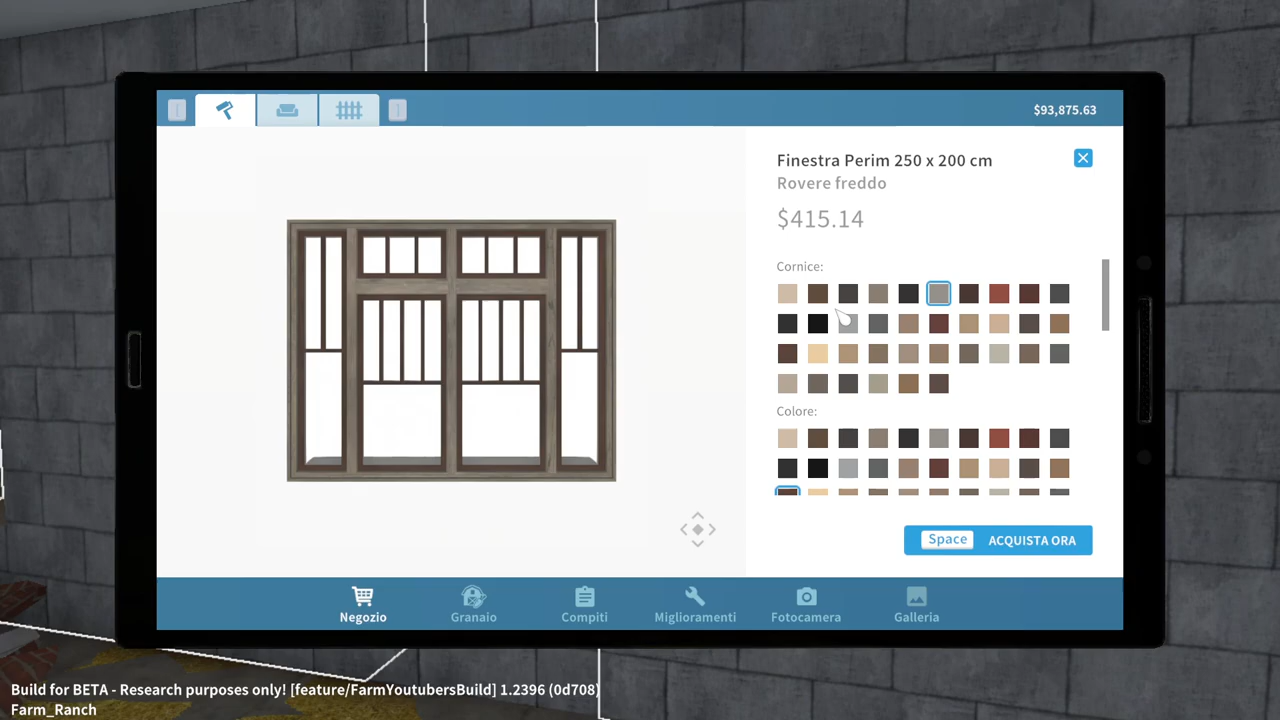 $93,875.63
Finestra Perim 250 x 200 cm
Rovere freddo
$415.14
Cornice:
Colore:
Space ACQUISTA ORA
Negozio Granaio Compiti Miglioramenti Fotocamera Galleria
Build for BETA - Research purposes only! [feature/FarmYoutubersBuild] 1.2396 (0d708)
Farm_Ranch